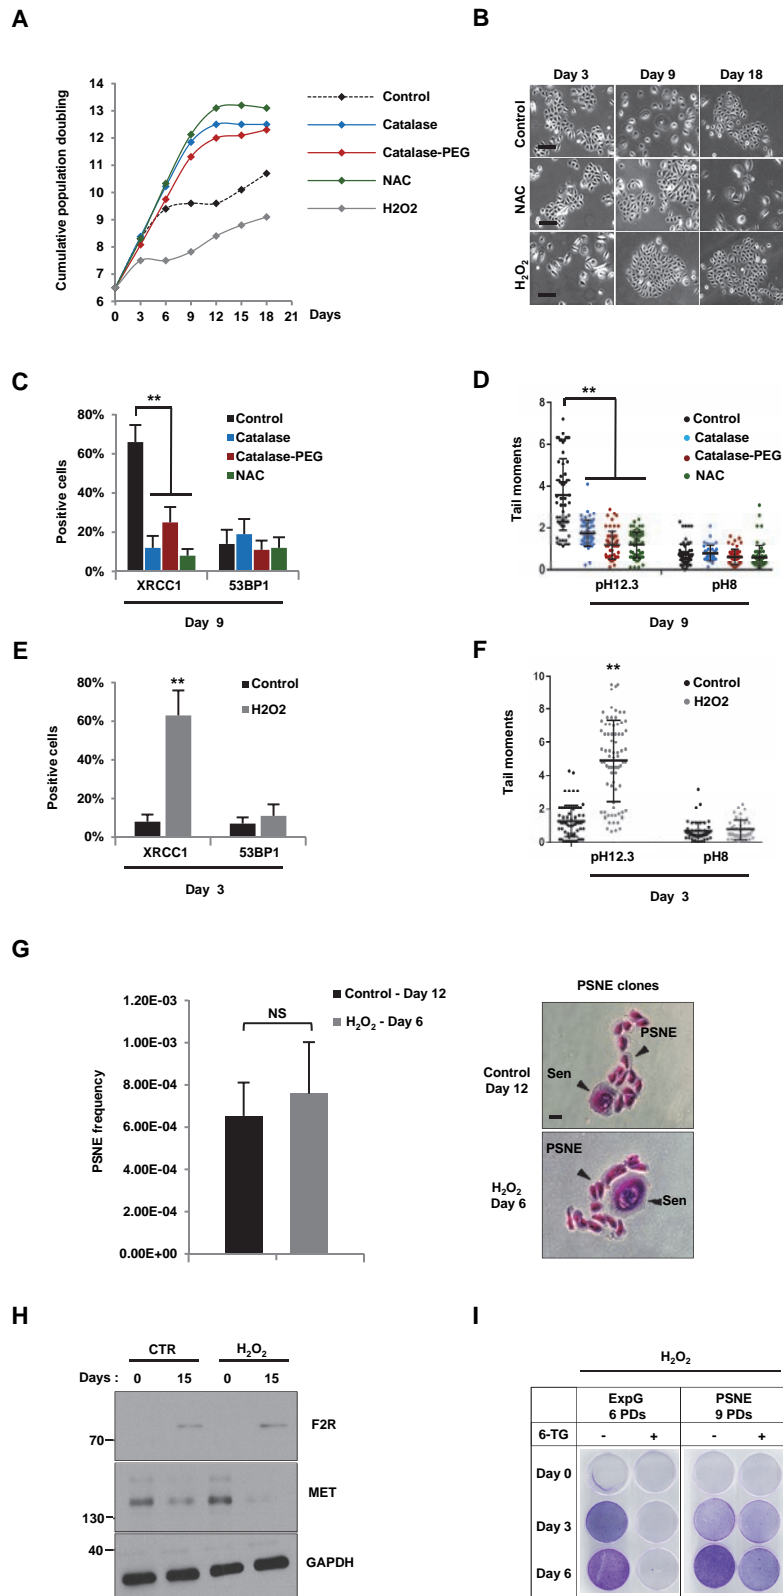 A
Cumulative population doubling
14
13
12
11
10
9
8
7
6
0 3 6 9 12 15 18 21 Days
Control
Catalase
Catalase-PEG
NAC
H2O2
B
Day 3 Day 9 Day 18
Control
NAC
H₂O₂
C
Positive cells
80%
60%
40%
20%
0%
**
Control
Catalase
Catalase-PEG
NAC
XRCC1 53BP1
Day 9
D
Tail moments
8
6
4
2
0
**
Control
Catalase
Catalase-PEG
NAC
pH12.3 pH8
Day 9
E
Positive cells
80%
60%
40%
20%
0%
**
Control
H2O2
XRCC1 53BP1
Day 3
F
Tail moments
10
8
6
4
2
0
**
Control
H2O2
pH12.3 pH8
Day 3
G
PSNE frequency
1.20E-03
1.00E-03
8.00E-04
6.00E-04
4.00E-04
2.00E-04
0.00E+00
NS
Control - Day 12
H₂O₂ - Day 6
PSNE clones
Control
Day 12
PSNE
Sen
H₂O₂
Day 6
PSNE
Sen
H
CTR H₂O₂
Days : 0 15 0 15
70 F2R
130 MET
40 GAPDH
I
H₂O₂
ExpG PSNE
6 PDs 9 PDs
6-TG - + - +
Day 0
Day 3
Day 6